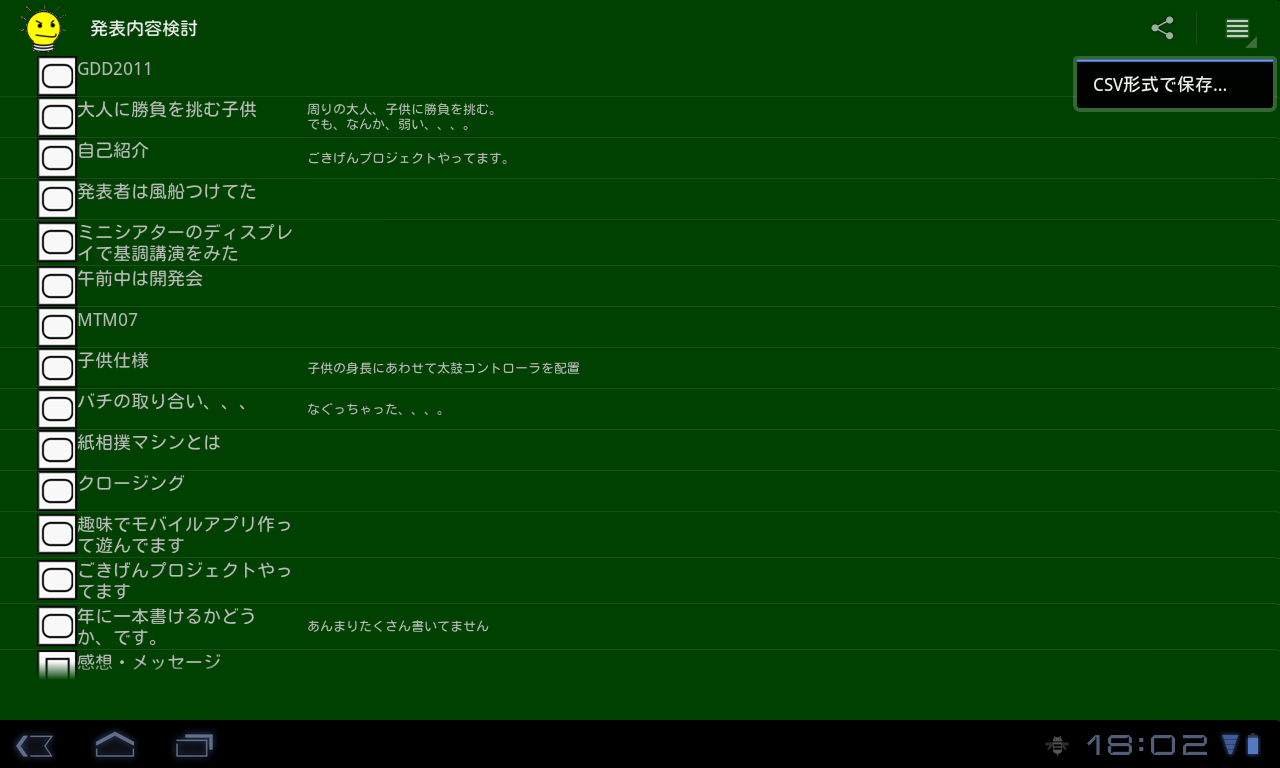 発表内容検討
CSV形式で保存...
GDD2011
大人に勝負を挑む子供
周りの大人、子供に勝負を挑む。
でも、なんか、弱い、、、。
自己紹介
ごきげんプロジェクトやってます。
発表者は風船つけてた
ミニシアターのディスプレ
イで基調講演をみた
午前中は開発会
MTM07
子供仕様
子供の身長にあわせて太鼓コントローラを配置
バチの取り合い、、、
なぐっちゃった、、、。
紙相撲マシンとは
クロージング
趣味でモバイルアプリ作っ
て遊んでます
ごきげんプロジェクトやっ
てます
年に一本書けるかどう
か、です。
あんまりたくさん書いてません
感想・メッセージ
18:02